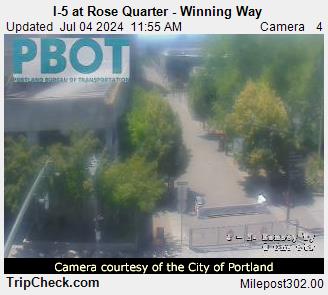 I-5 at Rose Quarter - Winning Way
Updated Jul 04 2024 11:55 AM Camera 4
PBOT
PORTLAND BUREAU OF TRANSPORTATION
Camera courtesy of the City of Portland
TripCheck.com Milepost302.00